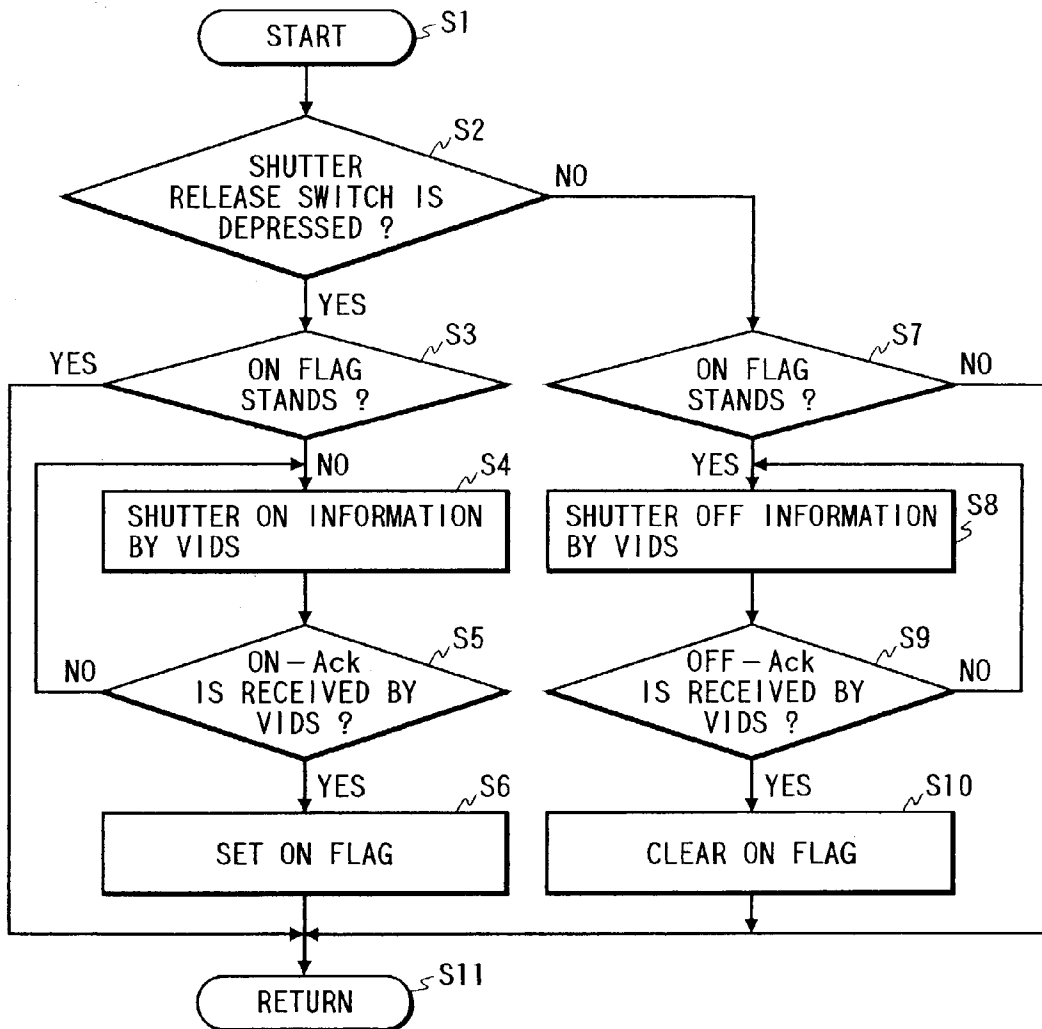 START
S1
SHUTTER
RELEASE SWITCH IS
DEPRESSED ?
S2
NO
YES
ON FLAG
STANDS ?
S3
YES
NO
ON FLAG
STANDS ?
S7
NO
YES
SHUTTER ON INFORMATION
BY VIDS
S4
SHUTTER OFF INFORMATION
BY VIDS
S8
ON-Ack
IS RECEIVED BY
VIDS ?
S5
NO
YES
OFF-Ack
IS RECEIVED BY
VIDS ?
S9
NO
YES
SET ON FLAG
S6
CLEAR ON FLAG
S10
RETURN
S11